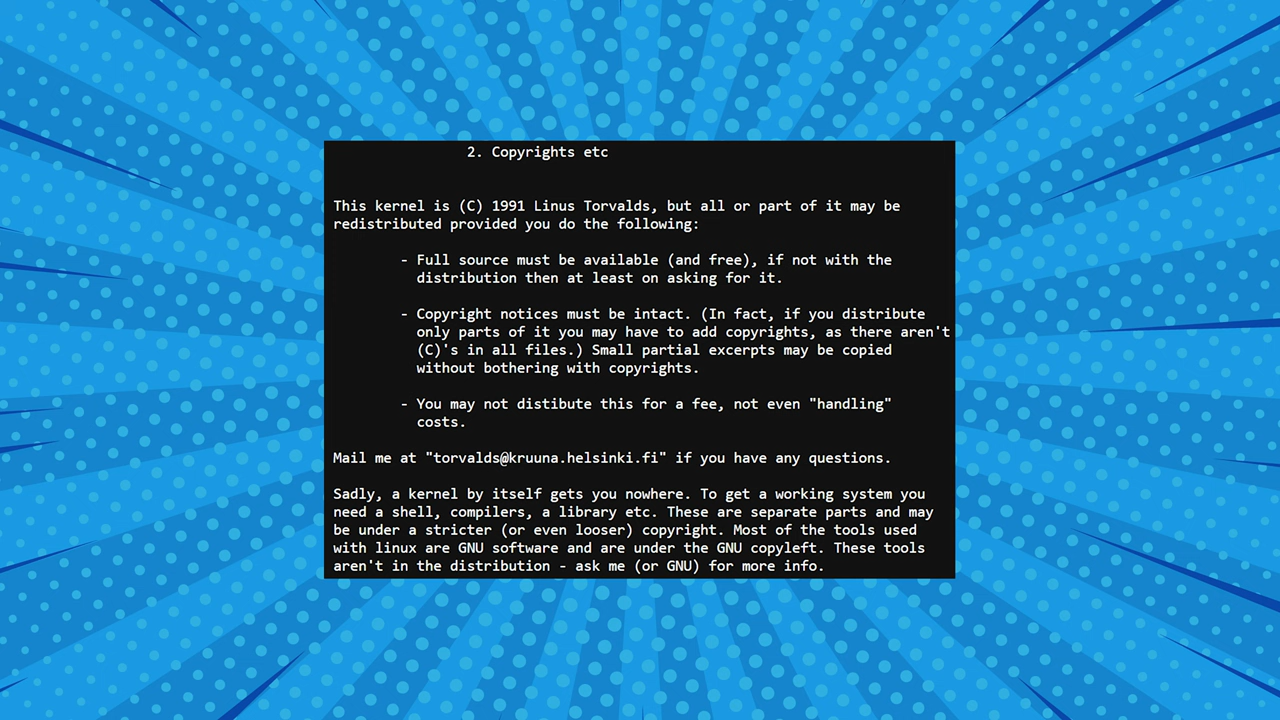 2. Copyrights etc
This kernel is (C) 1991 Linus Torvalds, but all or part of it may be
redistributed provided you do the following:
- Full source must be available (and free), if not with the
distribution then at least on asking for it.
- Copyright notices must be intact. (In fact, if you distribute
only parts of it you may have to add copyrights, as there aren't
(C)'s in all files.) Small partial excerpts may be copied
without bothering with copyrights.
- You may not distibute this for a fee, not even "handling"
costs.
Mail me at "torvalds@kruuna.helsinki.fi" if you have any questions.
Sadly, a kernel by itself gets you nowhere. To get a working system you
need a shell, compilers, a library etc. These are separate parts and may
be under a stricter (or even looser) copyright. Most of the tools used
with linux are GNU software and are under the GNU copyleft. These tools
aren't in the distribution - ask me (or GNU) for more info.